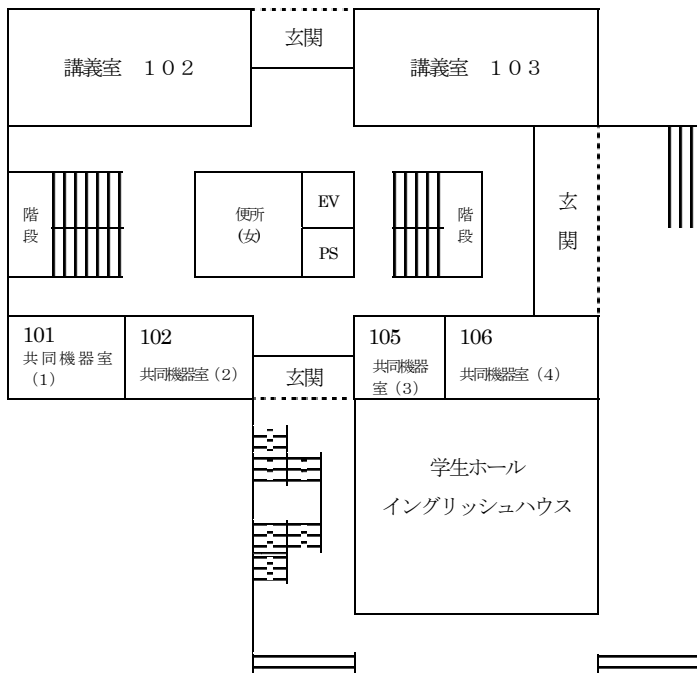 玄関
講義室　１０２
講義室　１０３
階段
便所
(女)
EV
PS
階段
玄関
101
共同機器室
（1）
102
共同機器室（2）
玄関
105
共同機器
室（3）
106
共同機器室（4）
学生ホール
イングリッシュハウス